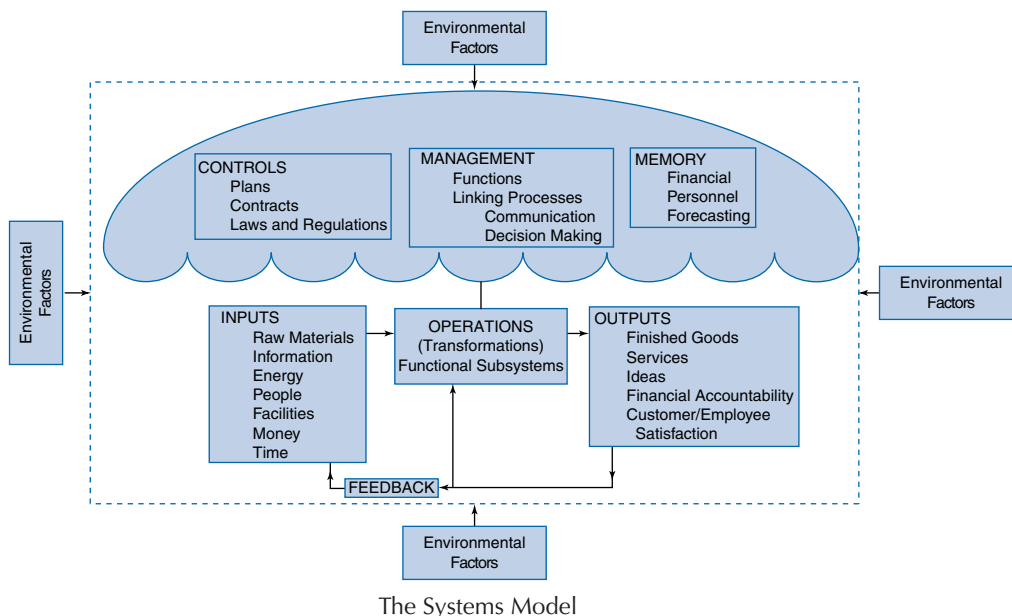 Environmental
Factors
CONTROLS
Plans
Contracts
Laws and Regulations
MANAGEMENT
Functions
Linking Processes
Communication
Decision Making
MEMORY
Financial
Personnel
Forecasting
Environmental
Factors
Environmental
Factors
INPUTS
Raw Materials
Information
Energy
People
Facilities
Money
Time
OPERATIONS
(Transformations)
Functional Subsystems
OUTPUTS
Finished Goods
Services
Ideas
Financial Accountability
Customer/Employee
Satisfaction
FEEDBACK
Environmental
Factors
The Systems Model